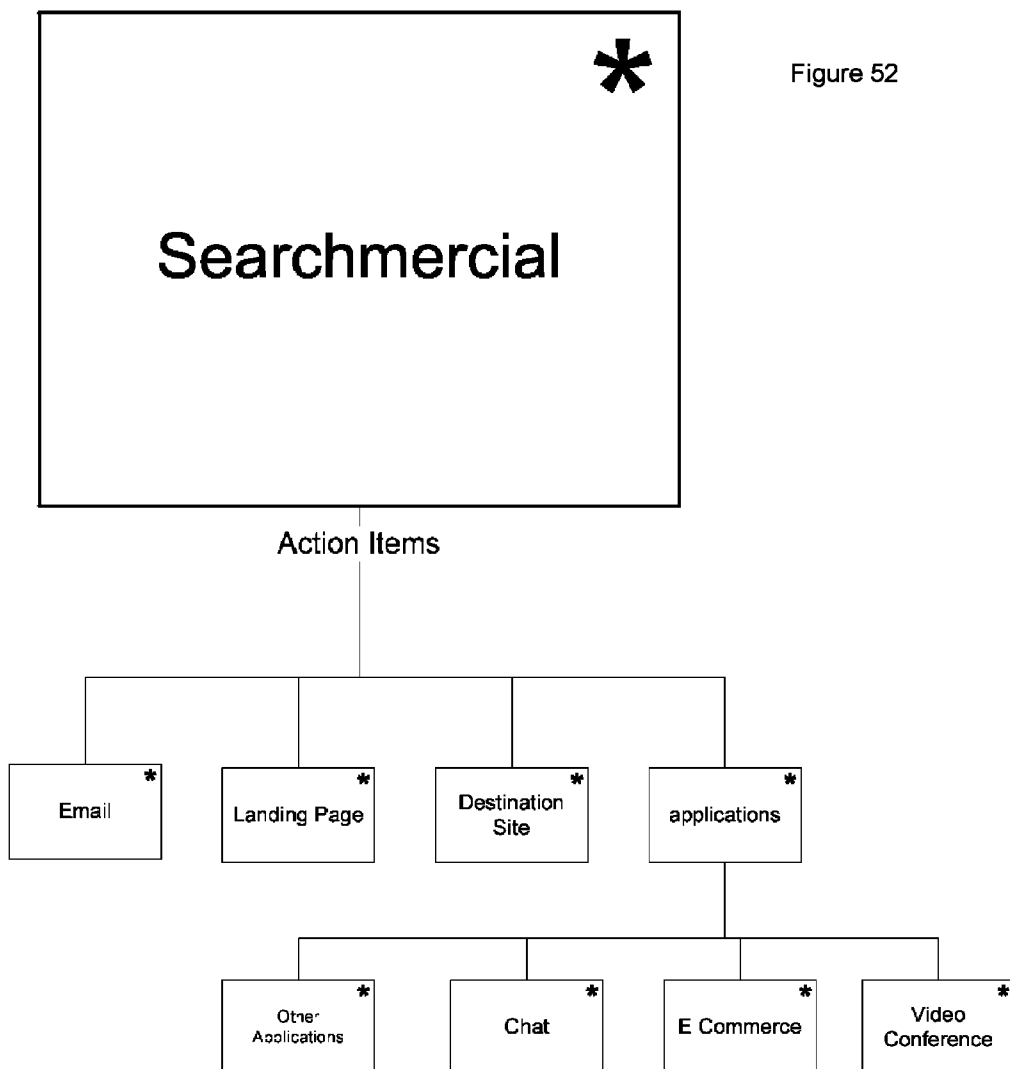 *
Figure 52
Searchmercial
Action Items
*
Email
*
Landing Page
*
Destination
Site
*
applications
*
Other
Applications
*
Chat
*
E Commerce
*
Video
Conference